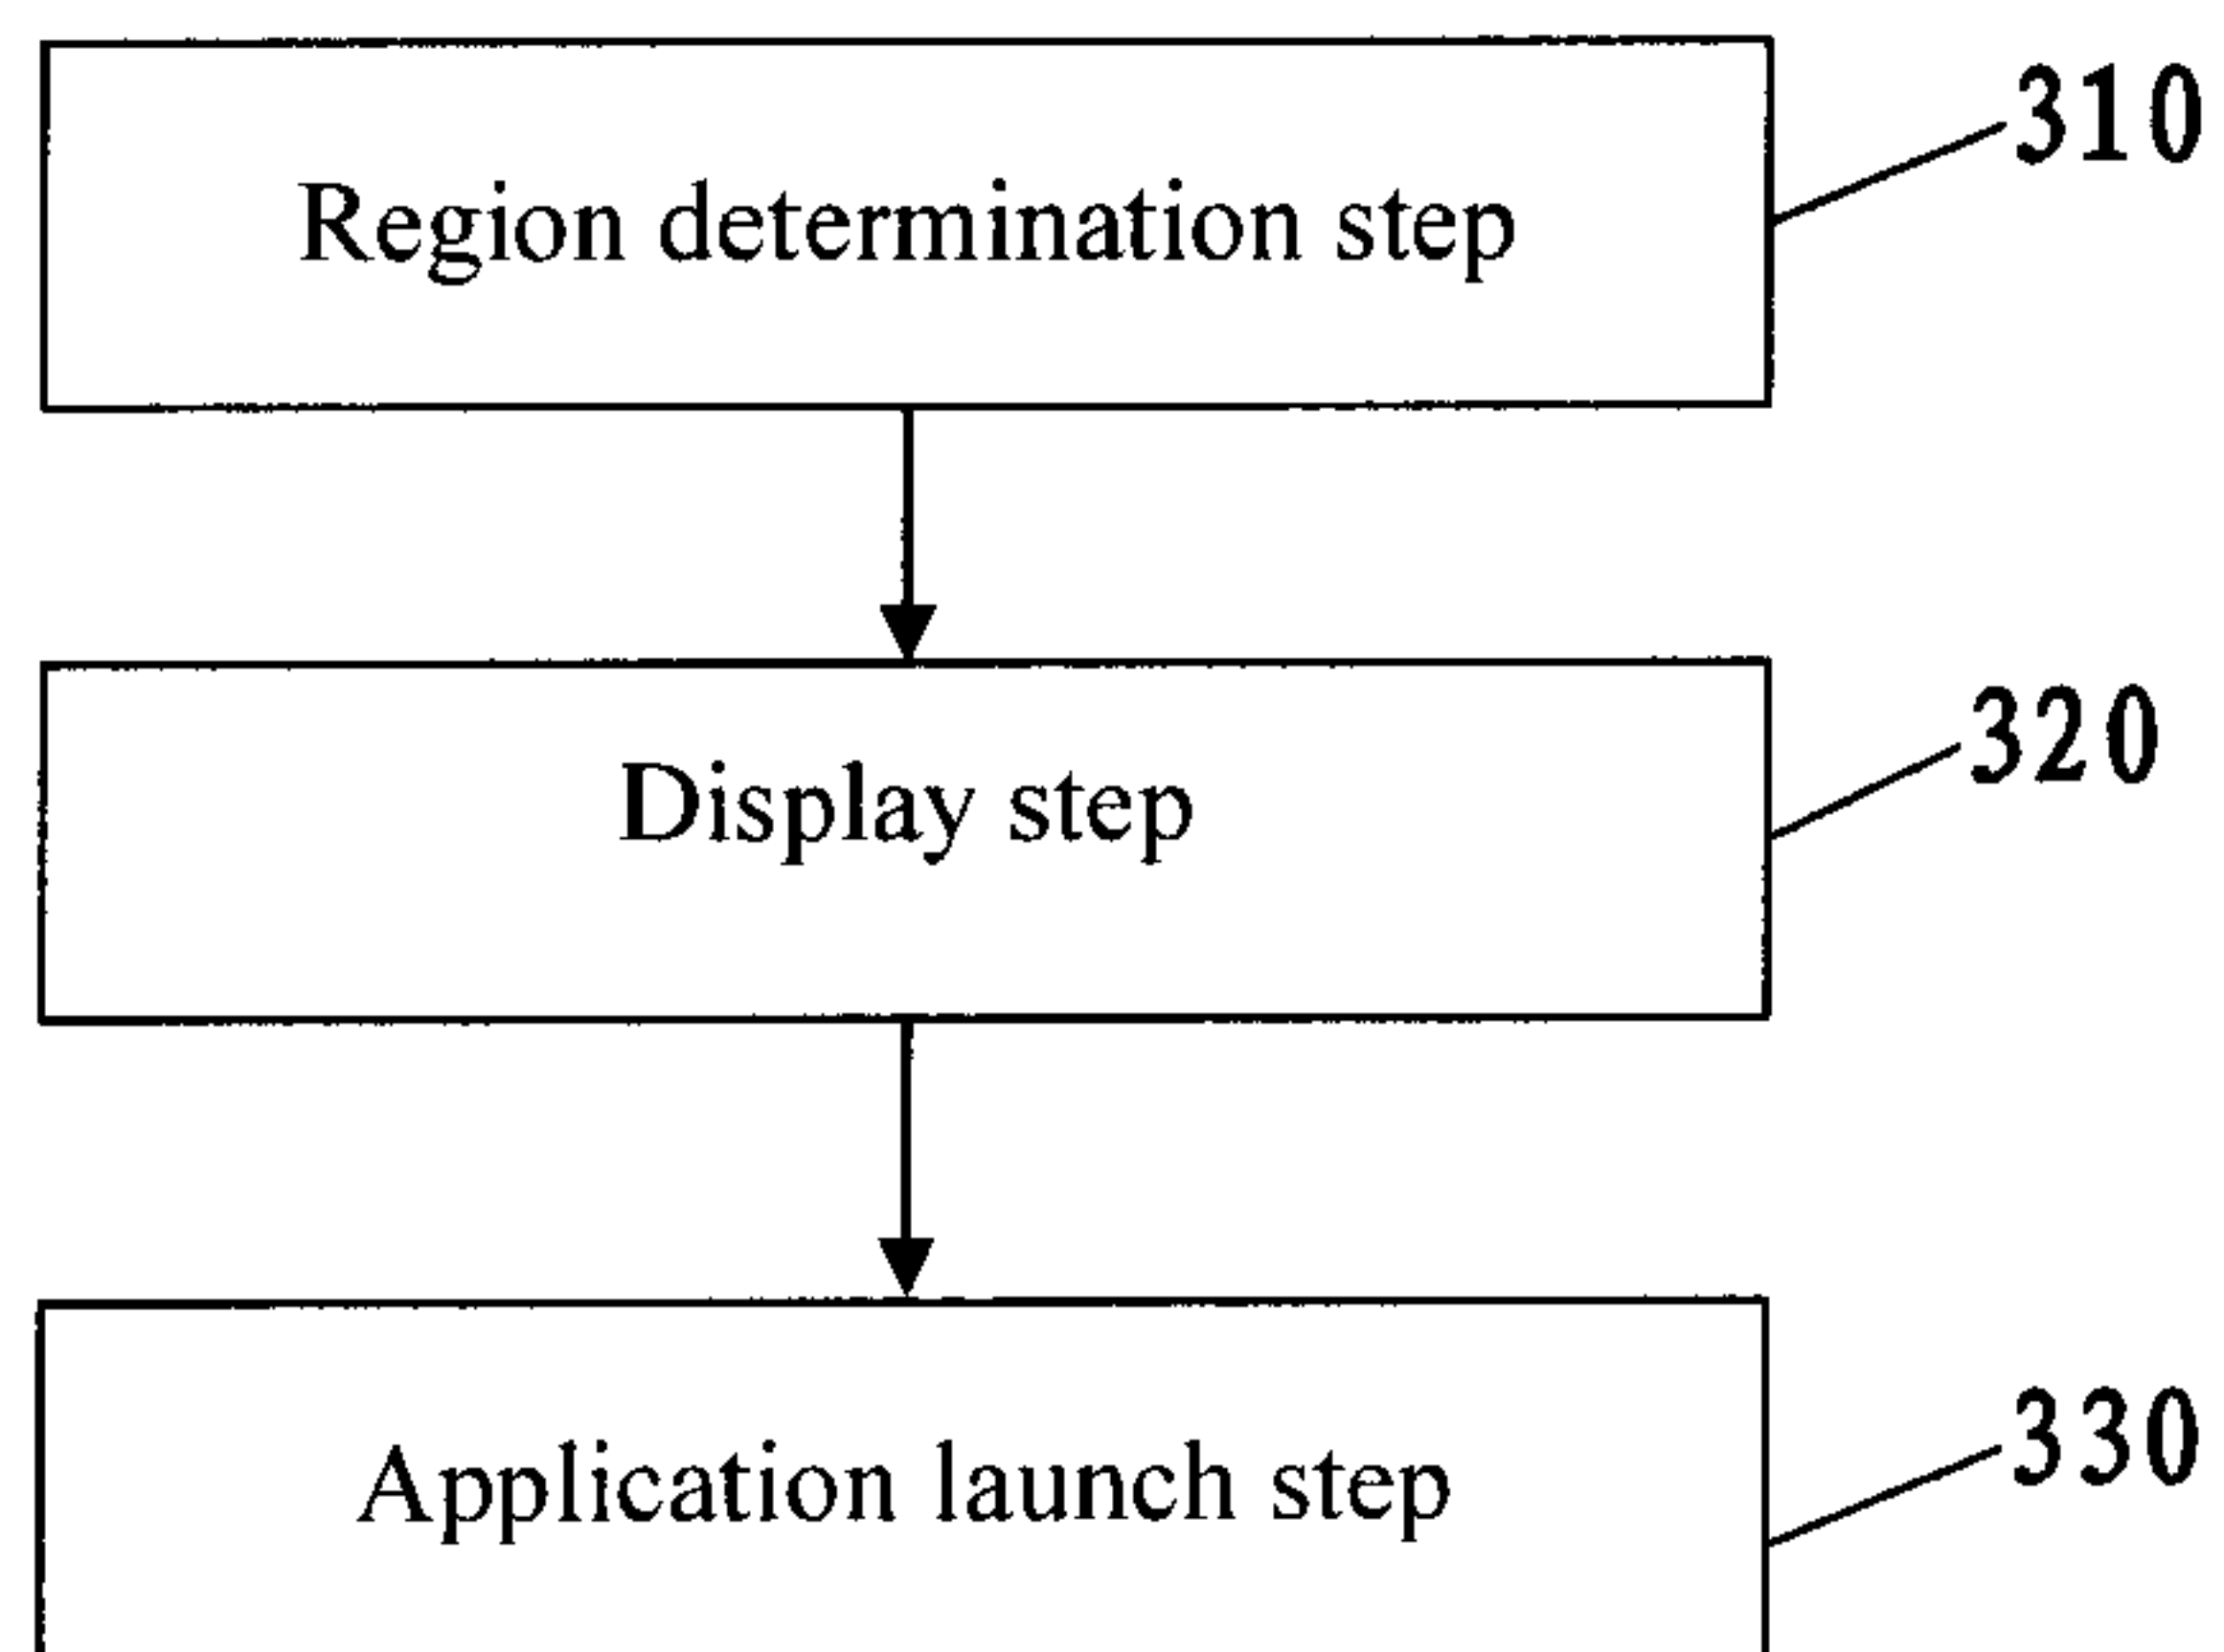 310
Region determination step
320
Display step
330
Application launch step